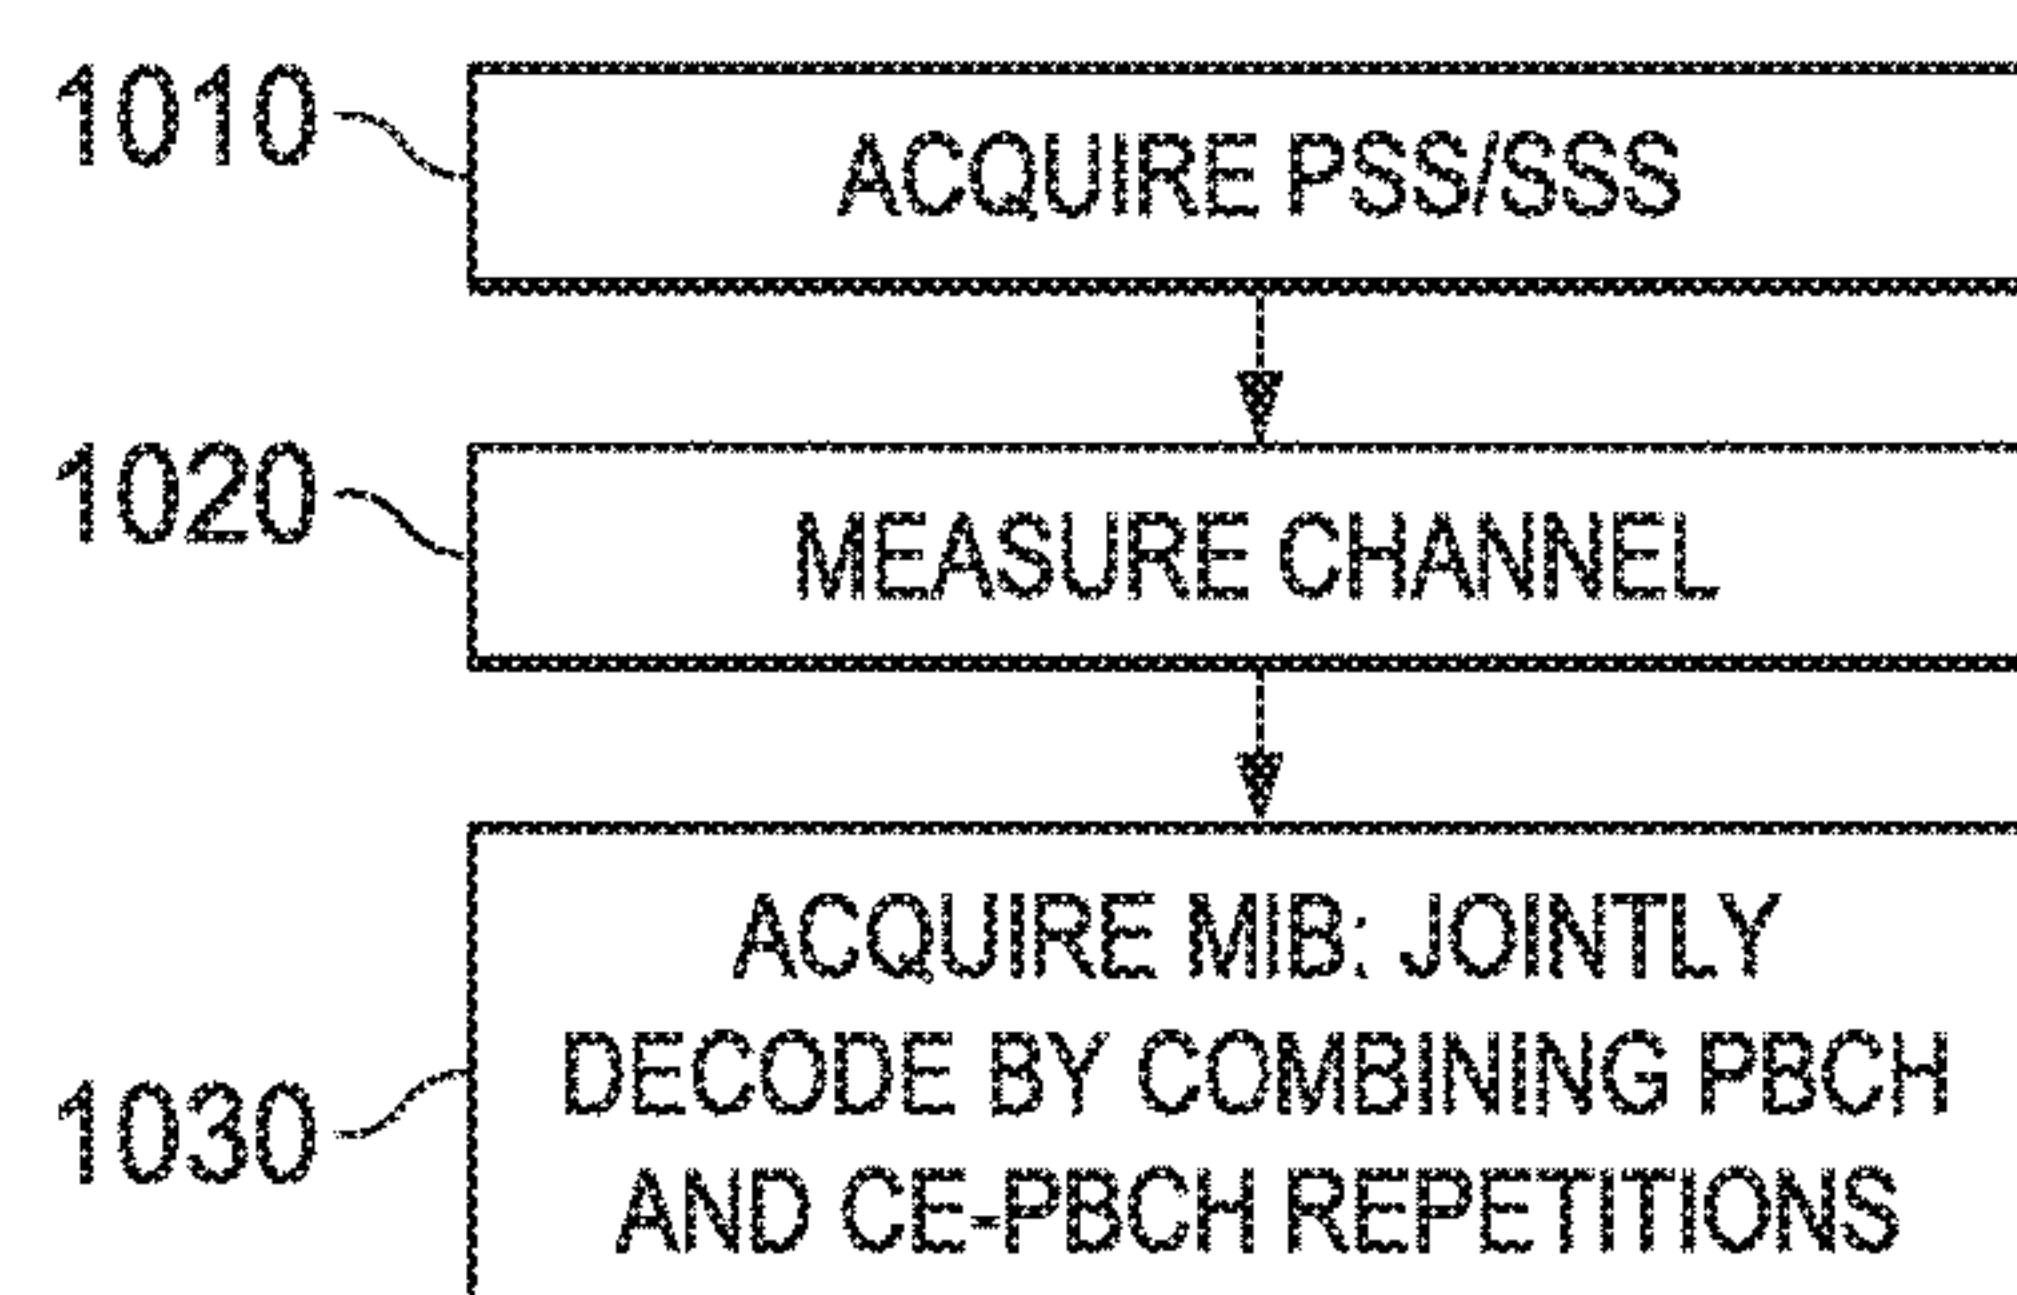 1010
ACQUIRE PSS/SSS
1020
MEASURE CHANNEL
ACQUIRE MIB: JOINTLY
DECODE BY COMBINING PBCH
1030
AND CE-PBCH REPETITIONS